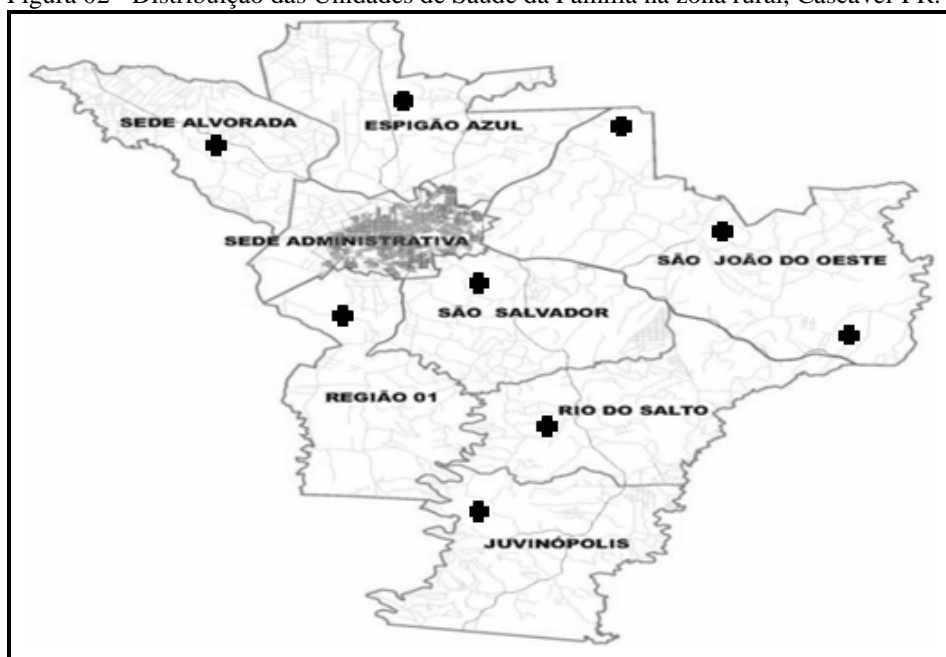 Figura 02 - Distribuição das Unidades de Saúde da Família na zona rural, Cascavel-PR.
SEDE ALVORADA
ESPIGÃO AZUL
SEDE ADMINISTRATIVA
SÃO JOÃO DO OESTE
SÃO SALVADOR
REGIÃO 01
RIO DO SALTO
JUVINÓPOLIS